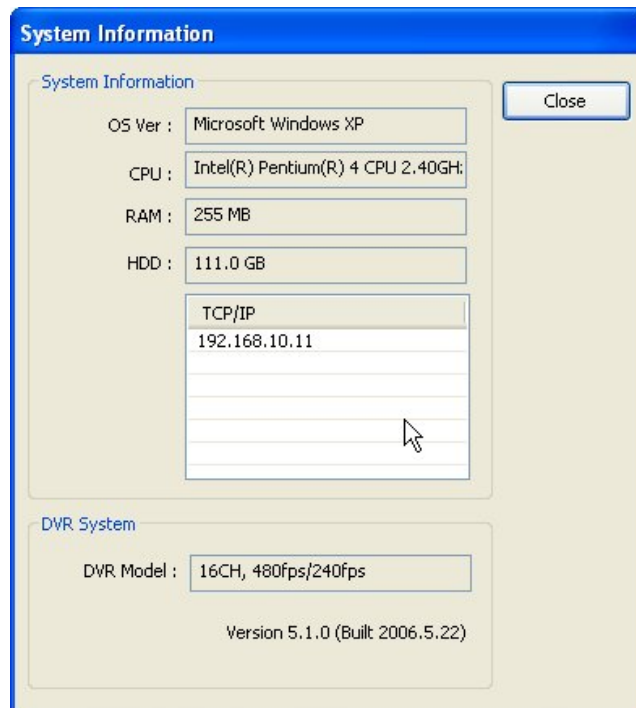 System Information
System Information
Close
OS Ver : Microsoft Windows XP
CPU : Intel(R) Pentium(R) 4 CPU 2.40GH
RAM : 255 MB
HDD : 111.0 GB
TCP/IP
192.168.10.11
DVR System
DVR Model : 16CH, 480fps/240fps
Version 5.1.0 (Built 2006.5.22)